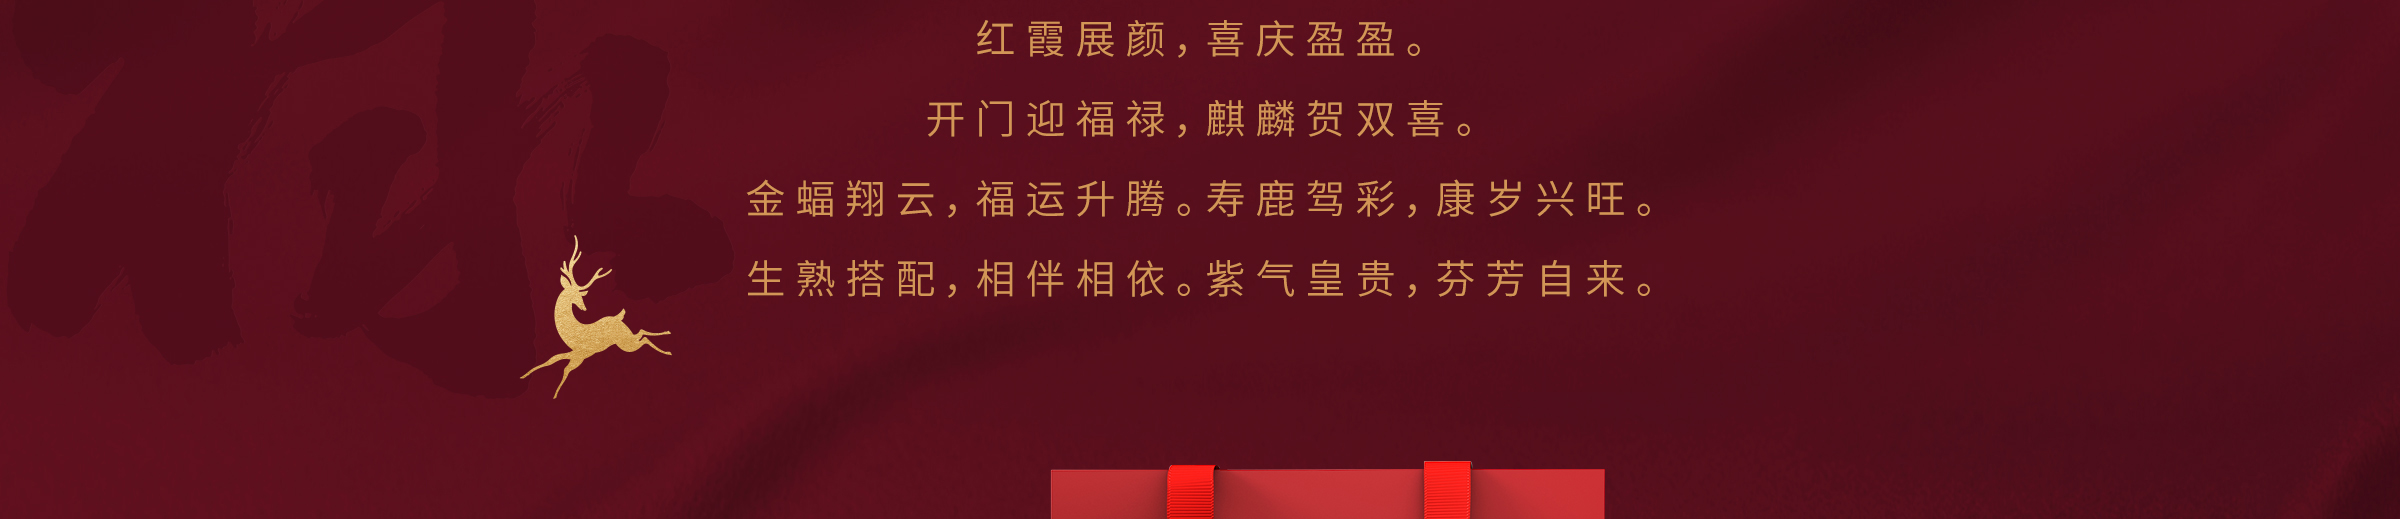 红霞展颜，喜庆盈盈。
开门迎福禄，麒麟贺双喜。
金蝠翔云，福运升腾。寿鹿驾彩，康岁兴旺。
生熟搭配，相伴相依。紫气皇贵，芬芳自来。